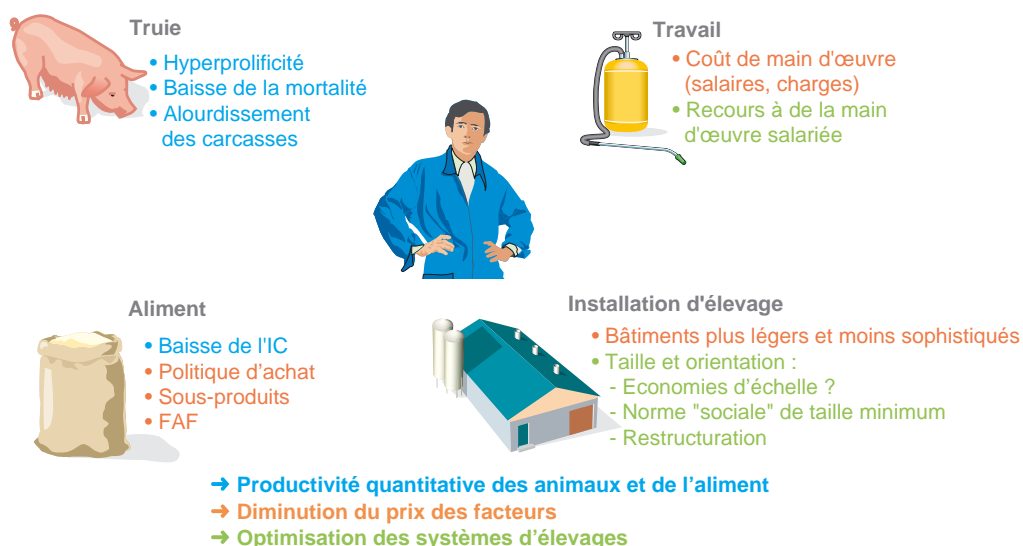 Truie
• Hyperprolificité
• Baisse de la mortalité
• Alourdissement
des carcasses
Travail
• Coût de main d'œuvre
(salaires, charges)
• Recours à de la main
d'œuvre salariée
Aliment
• Baisse de l'IC
• Politique d’achat
• Sous-produits
• FAF
Installation d'élevage
• Bâtiments plus légers et moins sophistiqués
• Taille et orientation :
- Economies d’échelle ?
- Norme "sociale" de taille minimum
- Restructuration
➔ Productivité quantitative des animaux et de l’aliment
➔ Diminution du prix des facteurs
➔ Optimisation des systèmes d’élevages